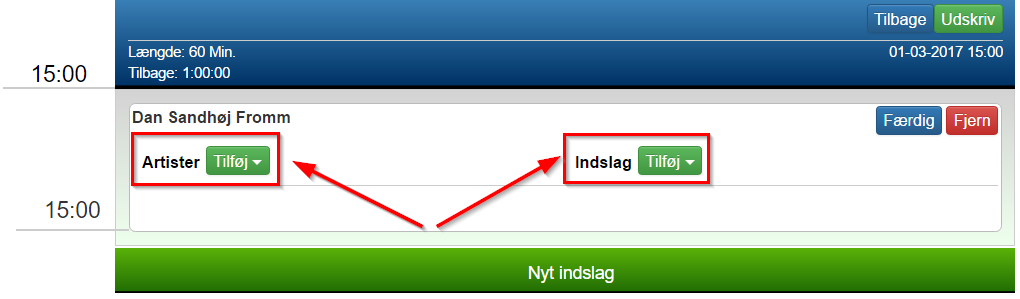 Tilbage Udskriv
Længde: 60 Min. 01-03-2017 15:00
15:00 Tilbage: 1:00:00
Dan Sandhøj Fromm Færdig Fjern
Artister Tilføj Indslag Tilføj
15:00
Nyt indslag